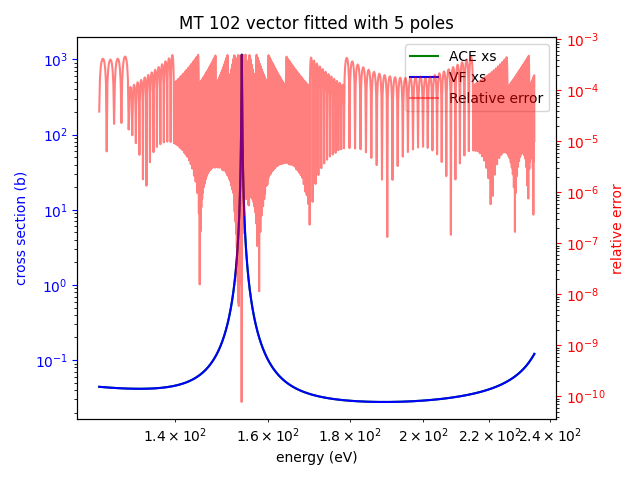 MT 102 vector fitted with 5 poles
ACE xs
VF xs
Relative error
cross section (b)
10³
10²
10¹
10⁰
10⁻¹
relative error
10⁻³
10⁻⁴
10⁻⁵
10⁻⁶
10⁻⁷
10⁻⁸
10⁻⁹
10⁻¹⁰
1.4 × 10² 1.6 × 10² 1.8 × 10² 2 × 10² 2.2 × 10² 2.4 × 10²
energy (eV)